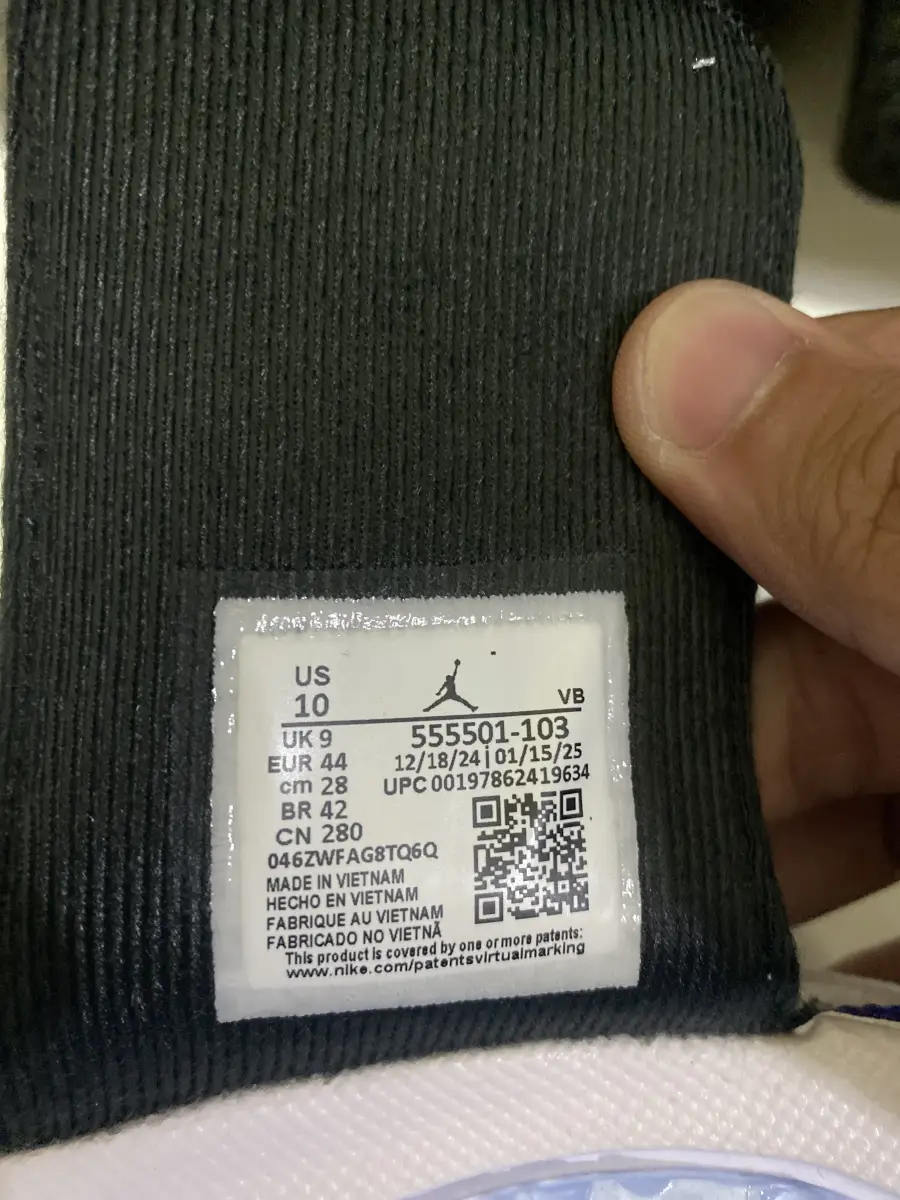 US
10
VB
UK 9
555501-103
EUR 44
12/18/24 | 01/15/25
cm 28
UPC 00197862419634
BR 42
CN 280
046ZWFAG8TQ6Q
MADE IN VIETNAM
HECHO EN VIETNAM
FABRIQUE AU VIETNAM
FABRICADO NO VIETNÃ
This product is covered by one or more patents:
www.nike.com/patentsvirtualmarking